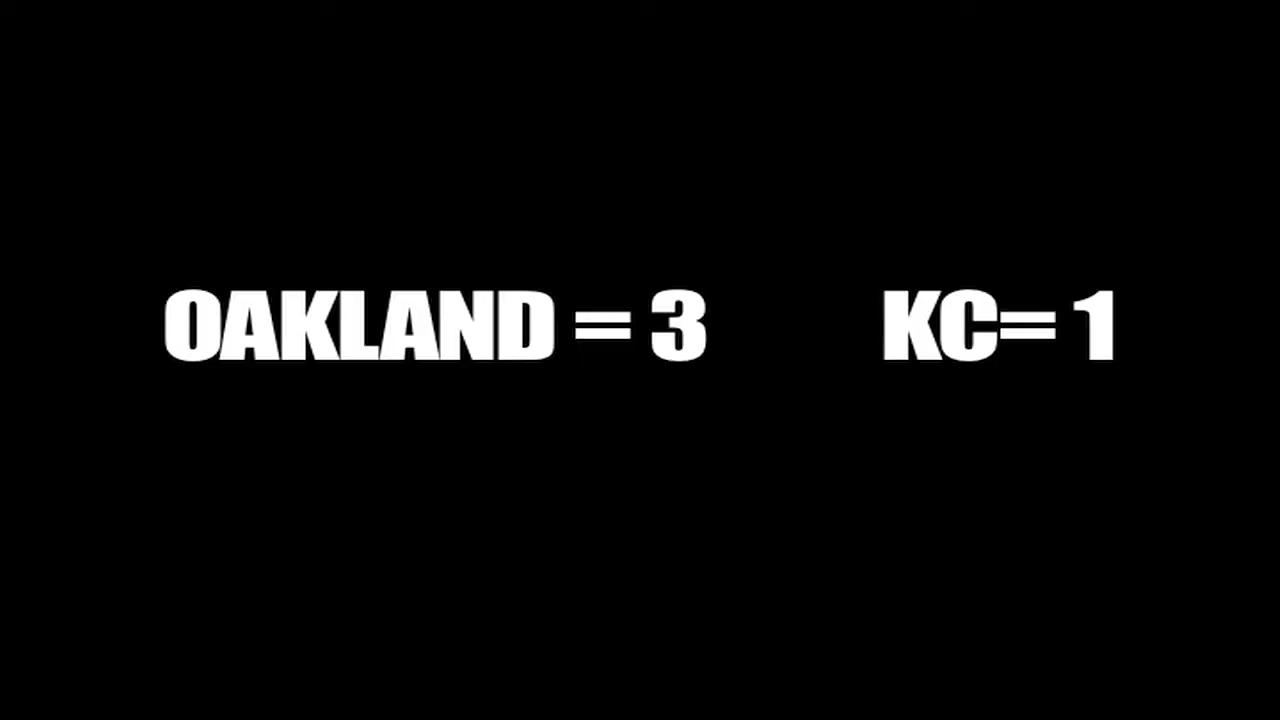 OAKLAND = 3 KC= 1